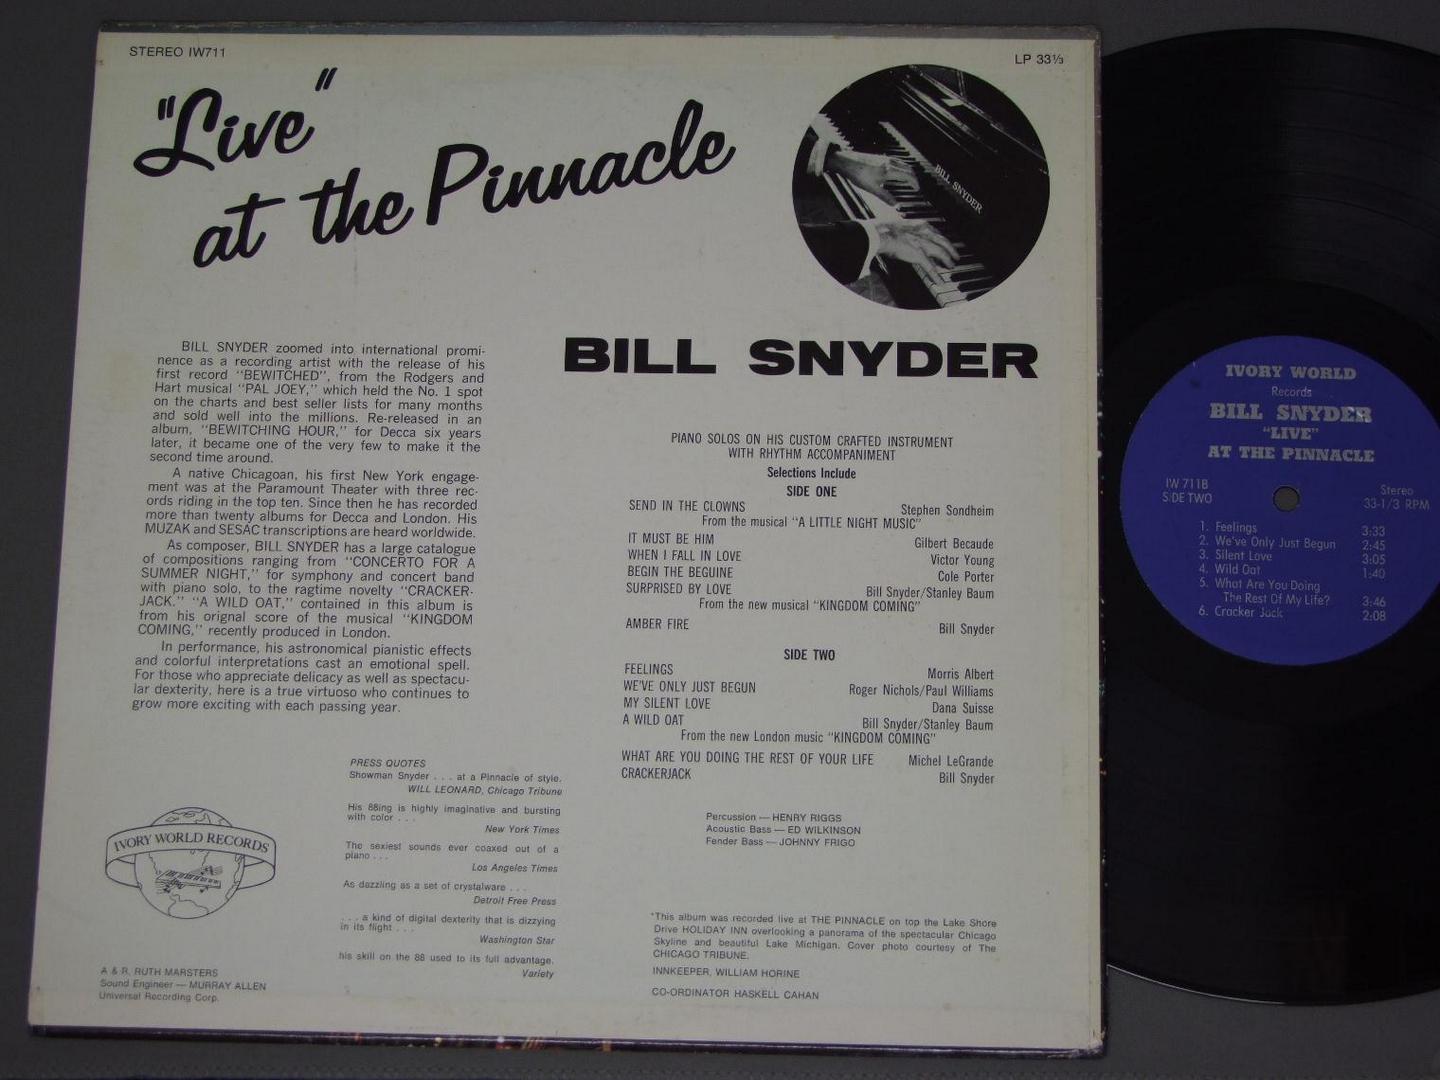 STEREO IW711
LP 33⅓
"Live"
at the Pinnacle
BILL SNYDER
BILL SNYDER
BILL SNYDER zoomed into international promi-
nence as a recording artist with the release of his
first record "BEWITCHED", from the Rodgers and
Hart musical "PAL JOEY," which held the No. 1 spot
on the charts and best seller lists for many months
and sold well into the millions. Re-released in an
album, "BEWITCHING HOUR," for Decca six years
later, it became one of the very few to make it the
second time around.
A native Chicagoan, his first New York engage-
ment was at the Paramount Theater with three rec-
ords riding in the top ten. Since then he has recorded
more than twenty albums for Decca and London. His
MUZAK and SESAC transcriptions are heard worldwide.
As composer, BILL SNYDER has a large catalogue
of compositions ranging from "CONCERTO FOR A
SUMMER NIGHT," for symphony and concert band
with piano solo, to the ragtime novelty "CRACKER-
JACK." "A WILD OAT," contained in this album is
from his orignal score of the musical "KINGDOM
COMING," recently produced in London.
In performance, his astronomical pianistic effects
and colorful interpretations cast an emotional spell.
For those who appreciate delicacy as well as spectacu-
lar dexterity, here is a true virtuoso who continues to
grow more exciting with each passing year.
PIANO SOLOS ON HIS CUSTOM CRAFTED INSTRUMENT
WITH RHYTHM ACCOMPANIMENT
Selections Include
SIDE ONE
SEND IN THE CLOWNS Stephen Sondheim
From the musical "A LITTLE NIGHT MUSIC"
IT MUST BE HIM Gilbert Becaude
WHEN I FALL IN LOVE Victor Young
BEGIN THE BEGUINE Cole Porter
SURPRISED BY LOVE Bill Snyder/Stanley Baum
From the new musical "KINGDOM COMING"
AMBER FIRE Bill Snyder
SIDE TWO
FEELINGS Morris Albert
WE'VE ONLY JUST BEGUN Roger Nichols/Paul Williams
MY SILENT LOVE Dana Suisse
A WILD OAT Bill Snyder/Stanley Baum
From the new London music "KINGDOM COMING"
WHAT ARE YOU DOING THE REST OF YOUR LIFE Michel LeGrande
CRACKERJACK Bill Snyder
Percussion — HENRY RIGGS
Acoustic Bass — ED WILKINSON
Fender Bass — JOHNNY FRIGO
PRESS QUOTES
Showman Snyder . . . at a Pinnacle of style.
WILL LEONARD, Chicago Tribune
His 88ing is highly imaginative and bursting
with color . . .
New York Times
The sexiest sounds ever coaxed out of a
piano . . .
Los Angeles Times
As dazzling as a set of crystalware . . .
Detroit Free Press
. . . a kind of digital dexterity that is dizzying
in its flight . . .
Washington Star
his skill on the 88 used to its full advantage.
Variety
IVORY WORLD RECORDS
A & R. RUTH MARSTERS
Sound Engineer — MURRAY ALLEN
Universal Recording Corp.
*This album was recorded live at THE PINNACLE on top the Lake Shore
Drive HOLIDAY INN overlooking a panorama of the spectacular Chicago
Skyline and beautiful Lake Michigan. Cover photo courtesy of The
CHICAGO TRIBUNE.
INNKEEPER, WILLIAM HORINE
CO-ORDINATOR HASKELL CAHAN
IVORY WORLD
Records
BILL SNYDER
"LIVE"
AT THE PINNACLE
IW 711B
SIDE TWO
Stereo
33-1/3 RPM
1. Feelings 3:33
2. We've Only Just Begun 2:45
3. Silent Love 3:05
4. Wild Oat 1:40
5. What Are You Doing
The Rest Of My Life? 3:46
6. Cracker Jack 2:08